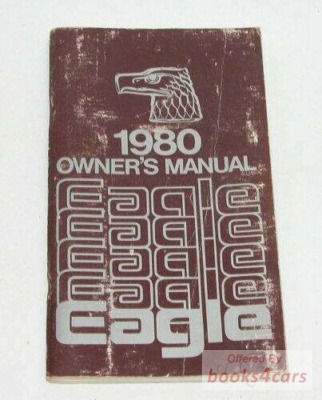 1980
OWNER'S MANUAL
Eagle
Eagle
Eagle
Eagle
Eagle
Offered By
books4cars